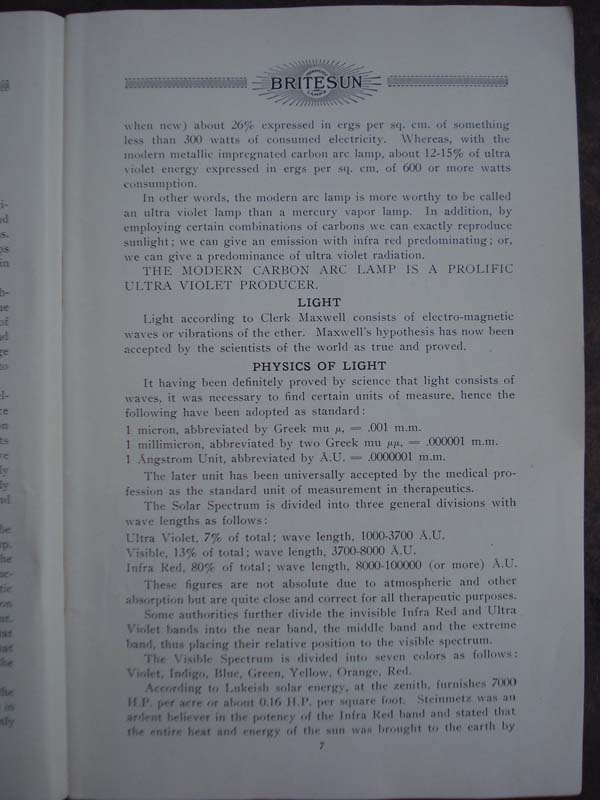 BRITESUN
when new) about 26% expressed in ergs per sq. cm. of something
less than 300 watts of consumed electricity. Whereas, with the
modern metallic impregnated carbon arc lamp, about 12-15% of ultra
violet energy expressed in ergs per sq. cm. of 600 or more watts
consumption.
In other words, the modern arc lamp is more worthy to be called
an ultra violet lamp than a mercury vapor lamp. In addition, by
employing certain combinations of carbons we can exactly reproduce
sunlight; we can give an emission with infra red predominating; or,
we can give a predominance of ultra violet radiation.
THE MODERN CARBON ARC LAMP IS A PROLIFIC
ULTRA VIOLET PRODUCER.
LIGHT
Light according to Clerk Maxwell consists of electro-magnetic
waves or vibrations of the ether. Maxwell's hypothesis has now been
accepted by the scientists of the world as true and proved.
PHYSICS OF LIGHT
It having been definitely proved by science that light consists of
waves, it was necessary to find certain units of measure, hence the
following have been adopted as standard:
1 micron, abbreviated by Greek mu μ, = .001 m.m.
1 millimicron, abbreviated by two Greek mu μμ, = .000001 m.m.
1 Ångstrom Unit, abbreviated by Å.U. = .0000001 m.m.
The later unit has been universally accepted by the medical pro-
fession as the standard unit of measurement in therapeutics.
The Solar Spectrum is divided into three general divisions with
wave lengths as follows:
Ultra Violet, 7% of total; wave length, 1000-3700 Å.U.
Visible, 13% of total; wave length, 3700-8000 Å.U.
Infra Red, 80% of total; wave length, 8000-100000 (or more) Å.U.
These figures are not absolute due to atmospheric and other
absorption but are quite close and correct for all therapeutic purposes.
Some authorities further divide the invisible Infra Red and Ultra
Violet bands into the near band, the middle band and the extreme
band, thus placing their relative position to the visible spectrum.
The Visible Spectrum is divided into seven colors as follows:
Violet, Indigo, Blue, Green, Yellow, Orange, Red.
According to Lukeish solar energy, at the zenith, furnishes 7000
H.P. per acre or about 0.16 H.P. per square foot. Steinmetz was an
ardent believer in the potency of the Infra Red band and stated that
the entire heat and energy of the sun was brought to the earth by
7